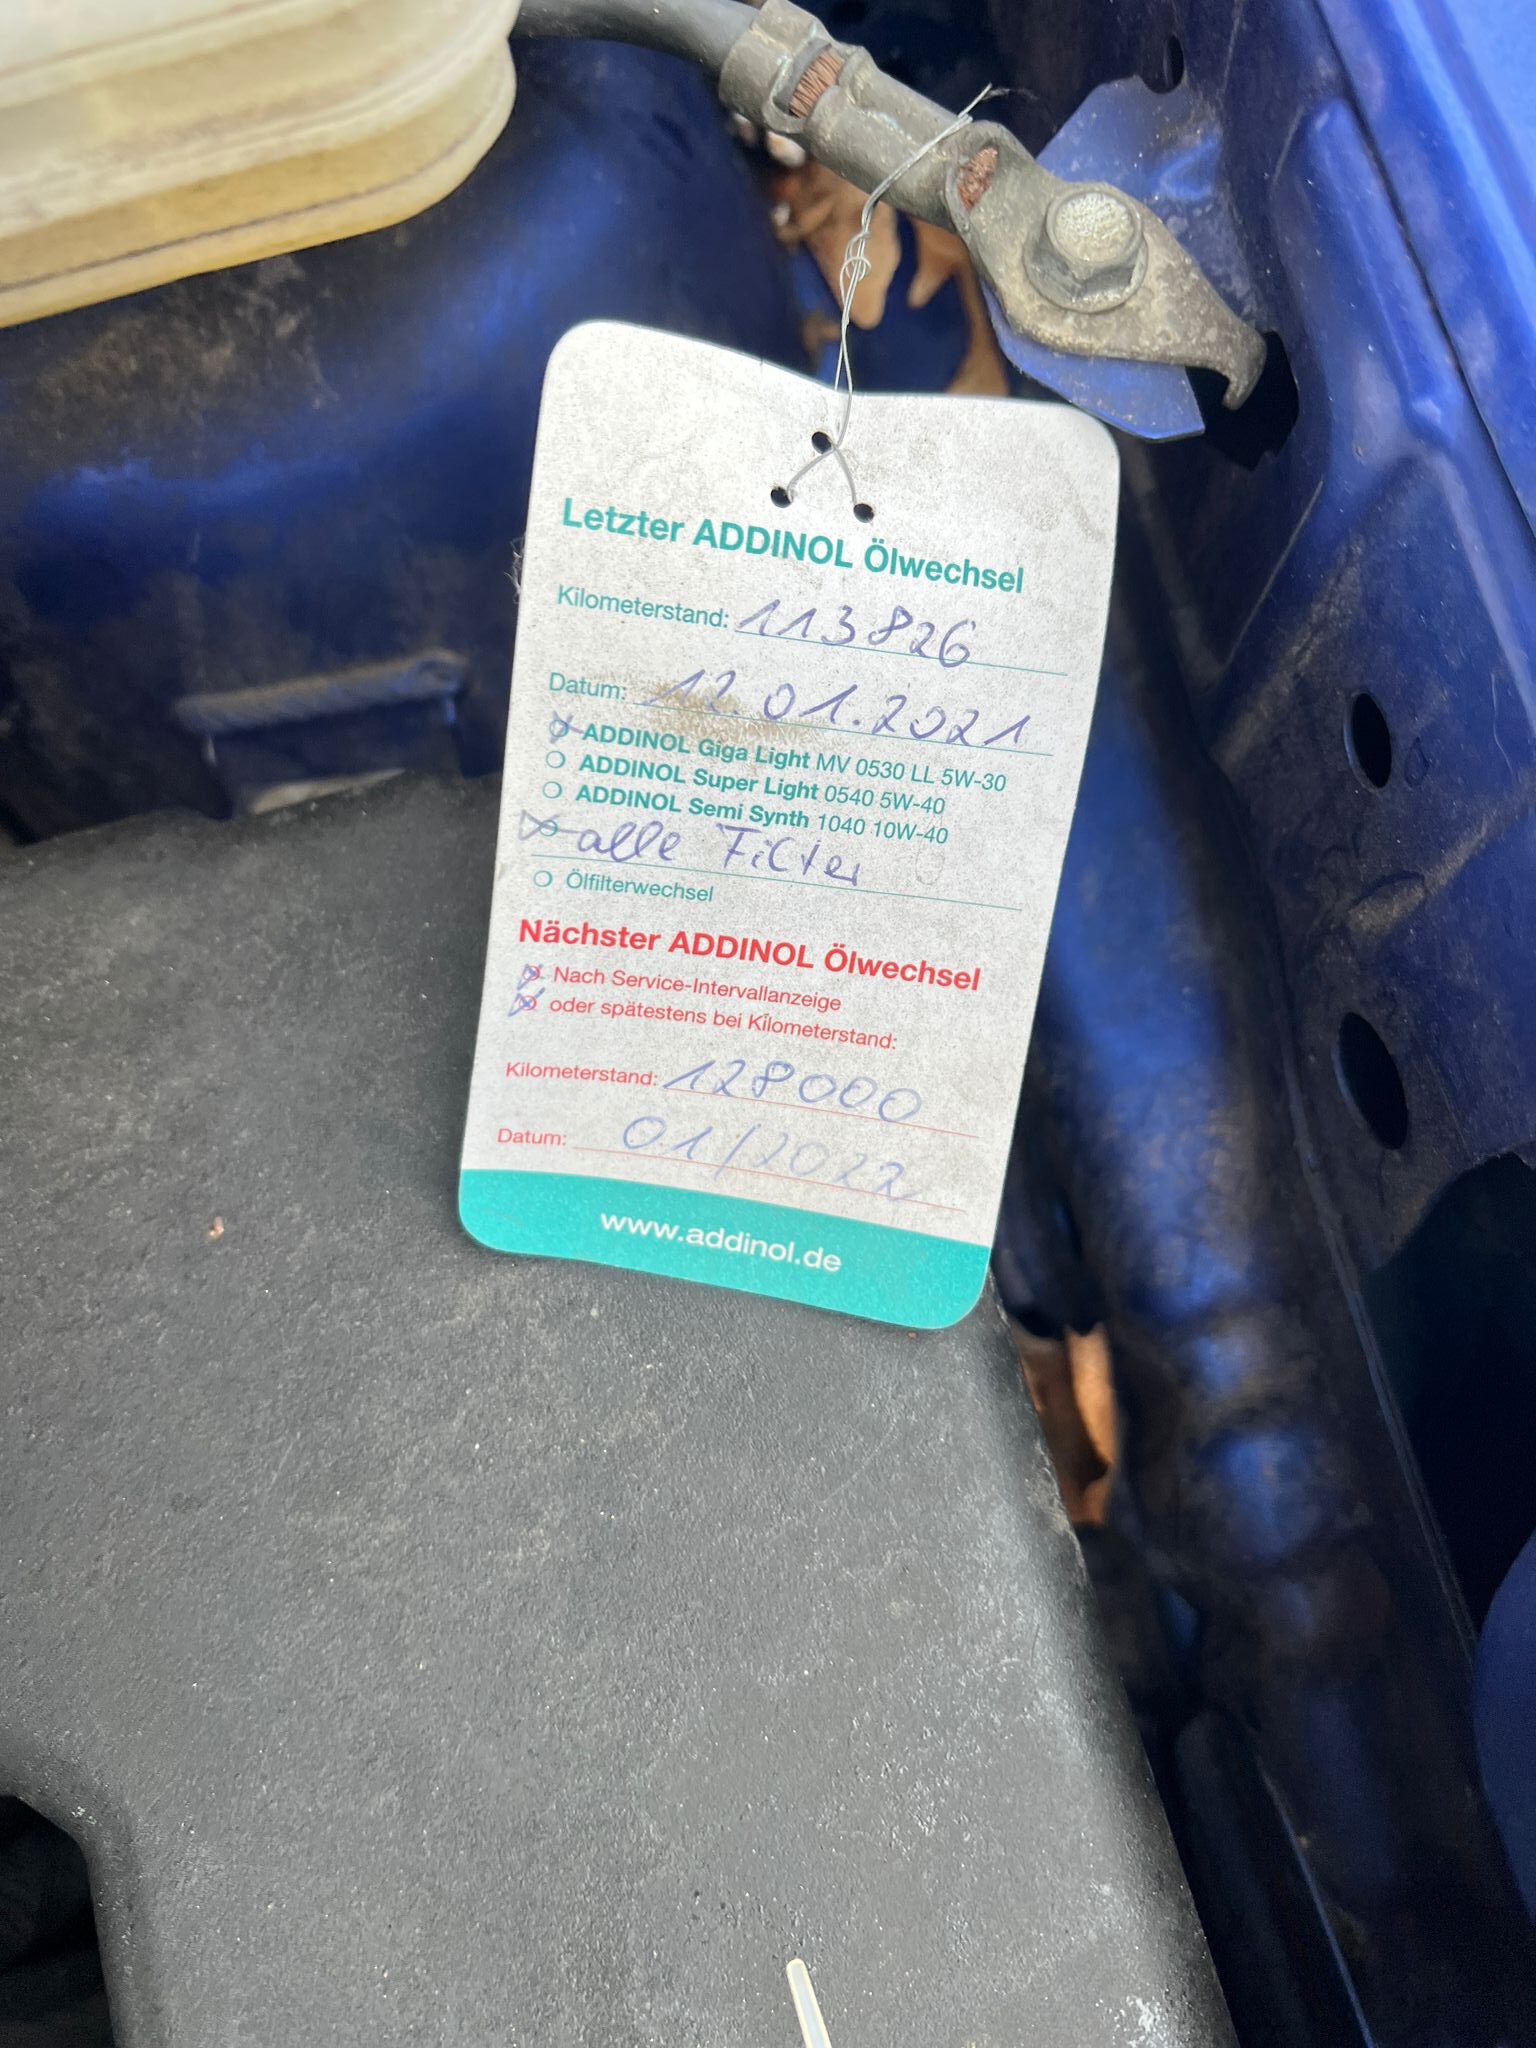 Letzter ADDINOL Ölwechsel
Kilometerstand: 113826
Datum: 12.01.2021
ADDINOL Giga Light MV 0530 LL 5W-30
ADDINOL Super Light 0540 5W-40
ADDINOL Semi Synth 1040 10W-40
alle Filter
Ölfilterwechsel
Nächster ADDINOL Ölwechsel
Nach Service-Intervallanzeige
oder spätestens bei Kilometerstand:
Kilometerstand: 128000
Datum: 01/2022
www.addinol.de